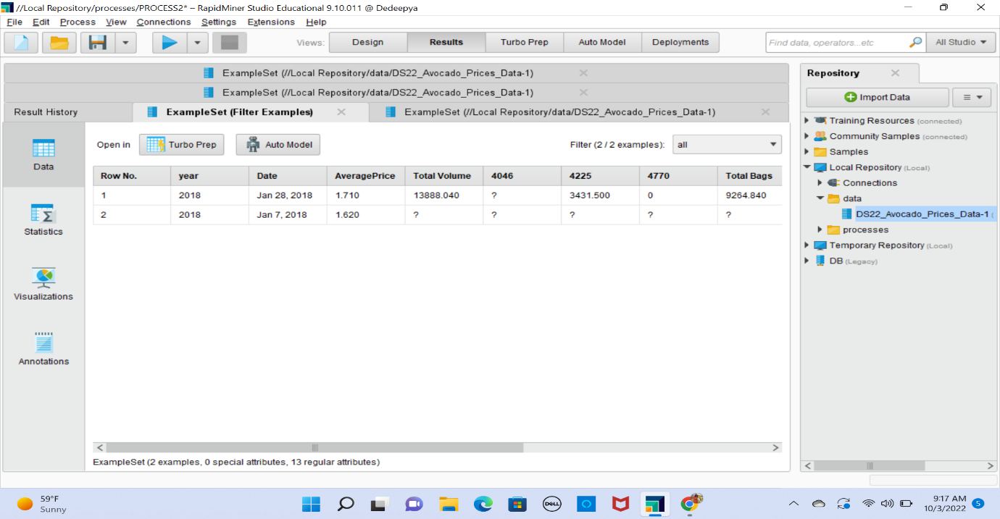 //Local Repository/processes/PROCESS2* – RapidMiner Studio Educational 9.10.011 @ Dedeepya
File Edit Process View Connections Settings Extensions Help
Views: Design Results Turbo Prep Auto Model Deployments Find data, operators...etc All Studio
ExampleSet (//Local Repository/data/DS22_Avocado_Prices_Data-1)
ExampleSet (//Local Repository/data/DS22_Avocado_Prices_Data-1)
Result History ExampleSet (Filter Examples) ExampleSet (//Local Repository/data/DS22_Avocado_Prices_Data-1)
Data
Statistics
Visualizations
Annotations
Open in Turbo Prep Auto Model Filter (2 / 2 examples): all
Row No. year Date AveragePrice Total Volume 4046 4225 4770 Total Bags
1 2018 Jan 28, 2018 1.710 13888.040 ? 3431.500 0 9264.840
2 2018 Jan 7, 2018 1.620 ? ? ? ? ?
ExampleSet (2 examples, 0 special attributes, 13 regular attributes)
Repository
Import Data
Training Resources (connected)
Community Samples (connected)
Samples
Local Repository (Local)
Connections
data
DS22_Avocado_Prices_Data-1 (
processes
Temporary Repository (Local)
DB (Legacy)
59°F
Sunny
DELL
9:17 AM
10/3/2022
5